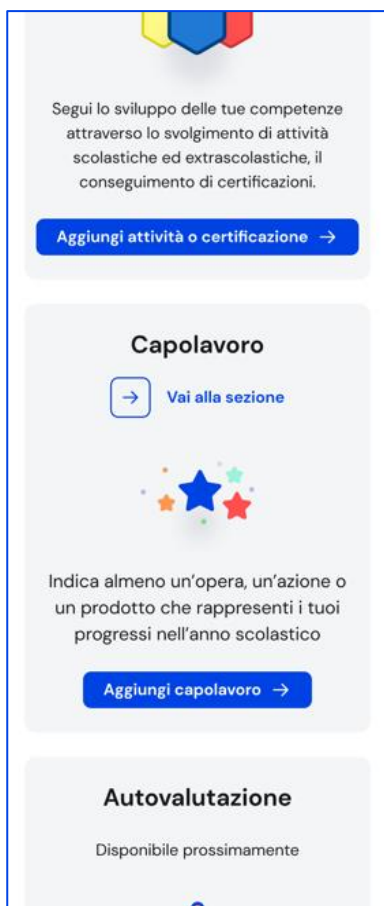 Segui lo sviluppo delle tue competenze
attraverso lo svolgimento di attività
scolastiche ed extrascolastiche, il
conseguimento di certificazioni.
Aggiungi attività o certificazione →
Capolavoro
→ Vai alla sezione
Indica almeno un’opera, un’azione o
un prodotto che rappresenti i tuoi
progressi nell’anno scolastico
Aggiungi capolavoro →
Autovalutazione
Disponibile prossimamente